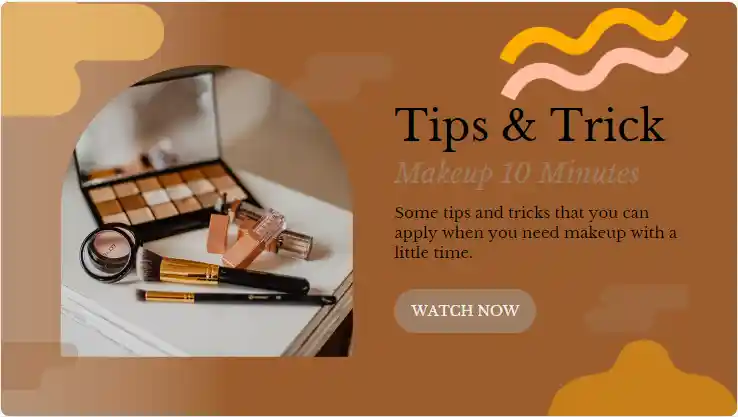 Tips & Trick
Makeup 10 Minutes
Some tips and tricks that you can
apply when you need makeup with a
little time.
WATCH NOW